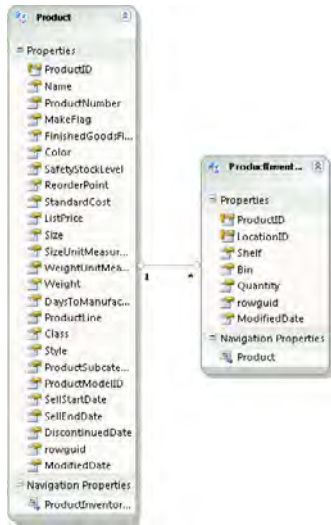 Product
Properties
ProductID
Name
ProductNumber
MakeFlag
FinishedGoodsFl...
Color
SafetyStockLevel
ReorderPoint
StandardCost
ListPrice
Size
SizeUnitMeasur...
WeightUnitMea...
Weight
DaysToManufac...
ProductLine
Class
Style
ProductSubcate...
ProductModelID
SellStartDate
SellEndDate
DiscontinuedDate
rowguid
ModifiedDate
Navigation Properties
ProductInventor...
1
*
ProductInvent...
Properties
ProductID
LocationID
Shelf
Bin
Quantity
rowguid
ModifiedDate
Navigation Properties
Product